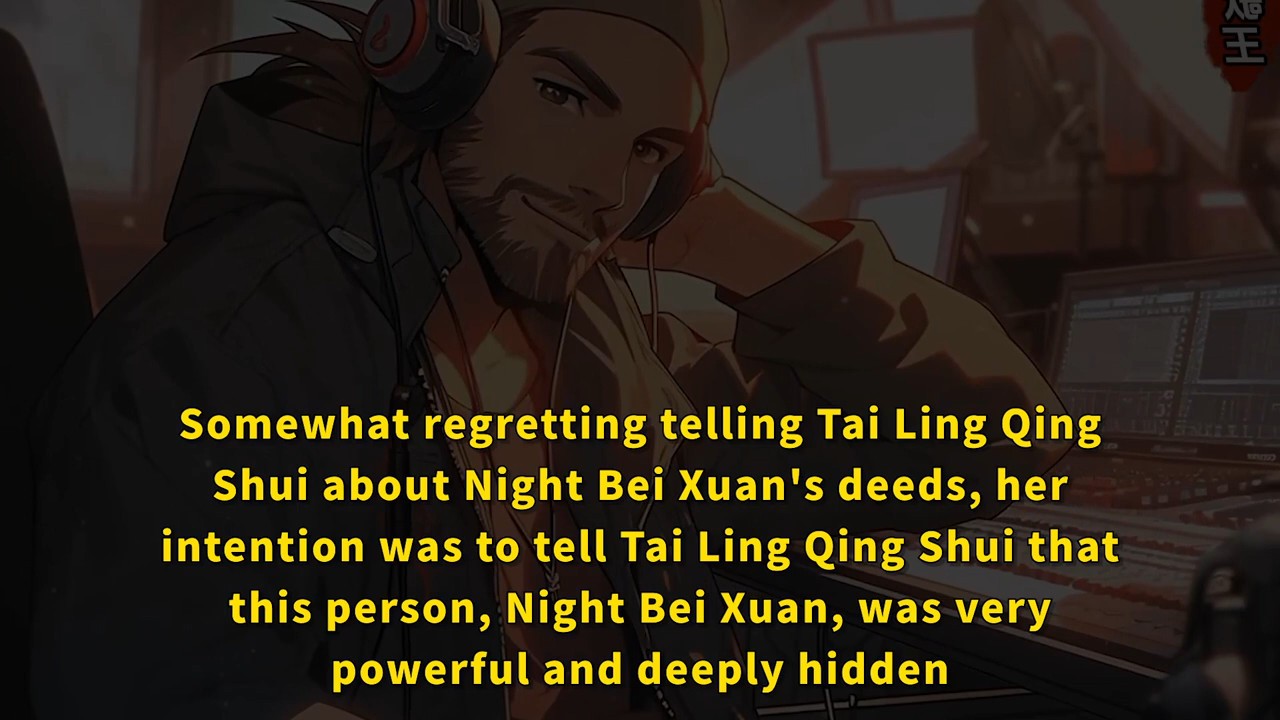 王
Somewhat regretting telling Tai Ling Qing
Shui about Night Bei Xuan's deeds, her
intention was to tell Tai Ling Qing Shui that
this person, Night Bei Xuan, was very
powerful and deeply hidden